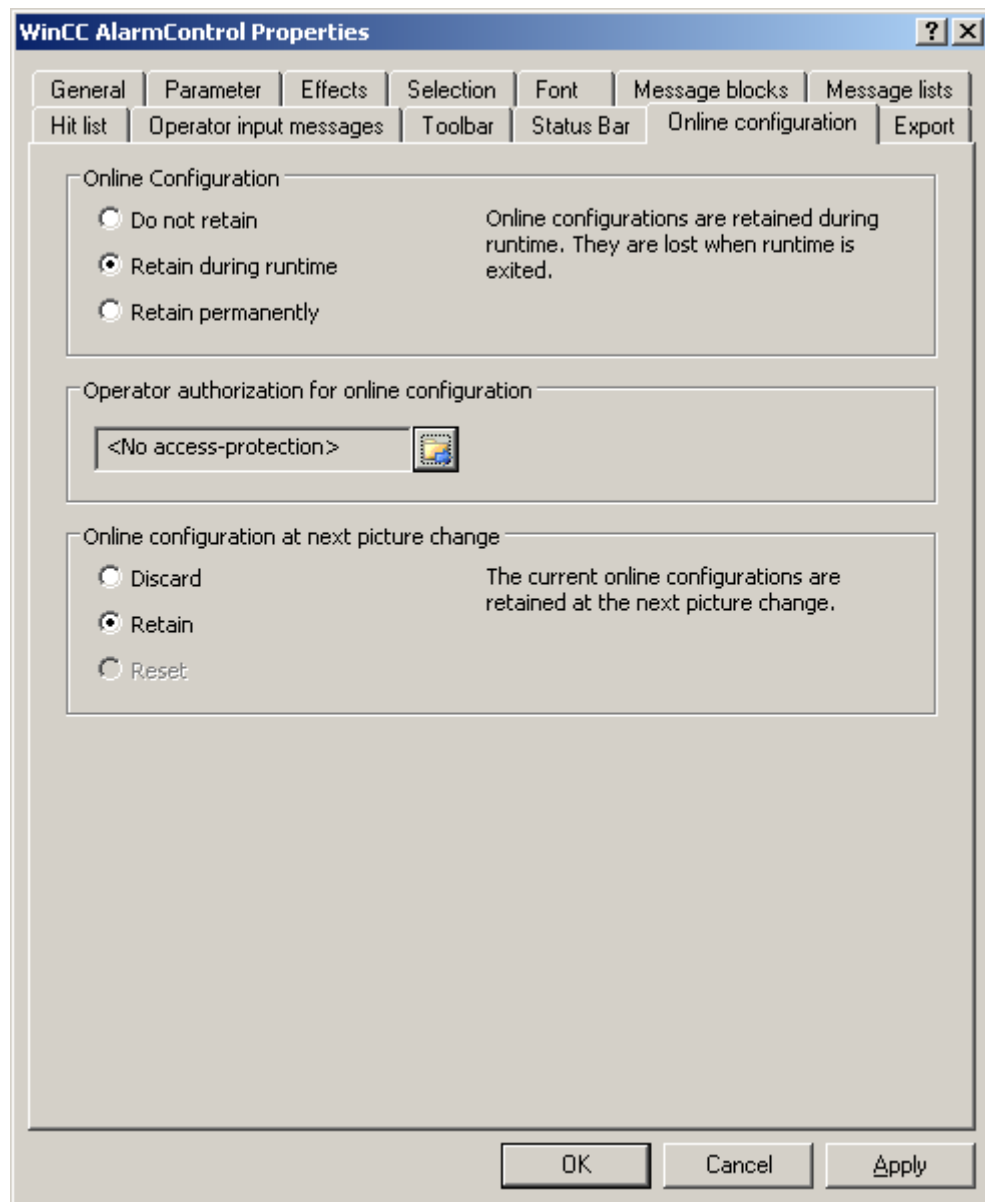 WinCC AlarmControl Properties
General Parameter Effects Selection Font Message blocks Message lists
Hit list Operator input messages Toolbar Status Bar Online configuration Export
Online Configuration
Do not retain
Retain during runtime
Retain permanently
Online configurations are retained during
runtime. They are lost when runtime is
exited.
Operator authorization for online configuration
<No access-protection>
Online configuration at next picture change
Discard
Retain
Reset
The current online configurations are
retained at the next picture change.
OK Cancel Apply